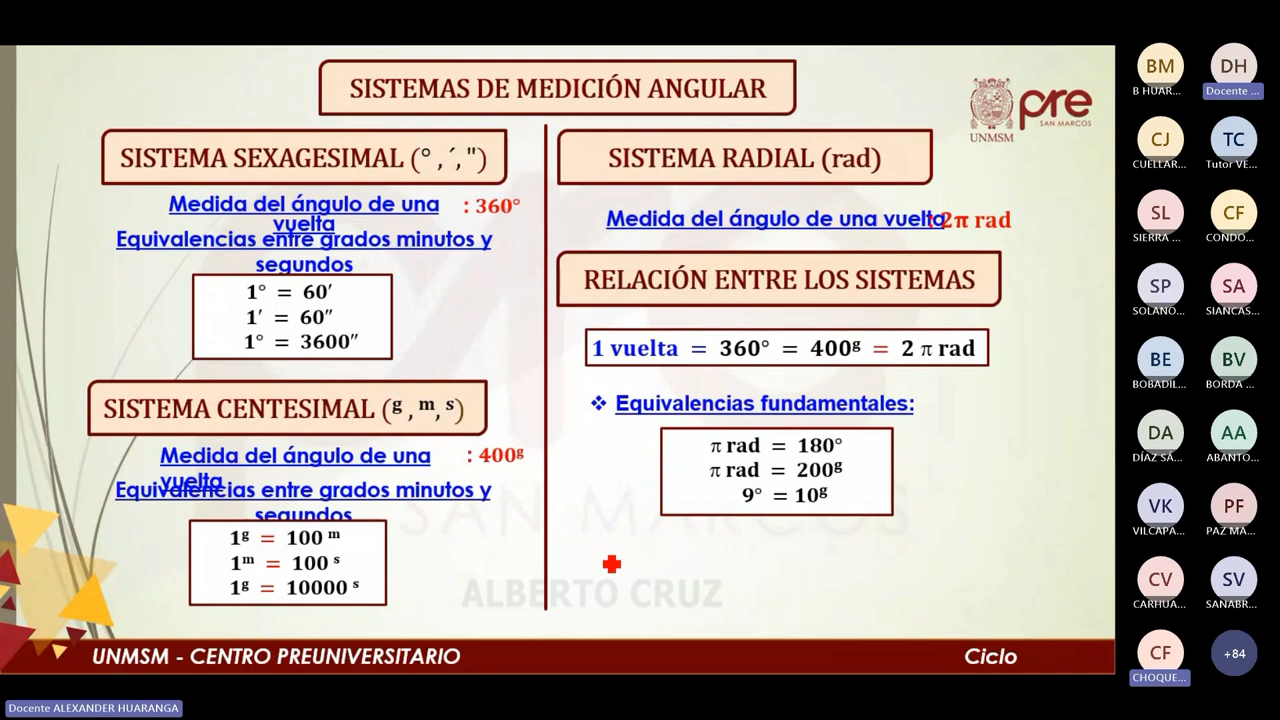 SISTEMAS DE MEDICIÓN ANGULAR
UNMSM
pre
SAN MARCOS
SISTEMA SEXAGESIMAL (° , ´, ")
Medida del ángulo de una
vuelta
: 360°
Equivalencias entre grados minutos y
segundos
1° = 60′
1′ = 60″
1° = 3600″
SISTEMA CENTESIMAL (ᵍ , ᵐ, ˢ)
Medida del ángulo de una
vuelta
: 400ᵍ
Equivalencias entre grados minutos y
segundos
1ᵍ = 100 ᵐ
1ᵐ = 100 ˢ
1ᵍ = 10000 ˢ
SISTEMA RADIAL (rad)
Medida del ángulo de una vuelta
: 2π rad
RELACIÓN ENTRE LOS SISTEMAS
1 vuelta = 360° = 400ᵍ = 2 π rad
❖ Equivalencias fundamentales:
π rad = 180°
π rad = 200ᵍ
9° = 10ᵍ
SAN MARCOS
ALBERTO CRUZ
UNMSM - CENTRO PREUNIVERSITARIO
Ciclo
Docente ALEXANDER HUARANGA
BM
B HUAR...
DH
Docente ...
CJ
CUELLAR...
TC
Tutor VE...
SL
SIERRA ...
CF
CONDO...
SP
SOLANO...
SA
SIANCAS...
BE
BOBADIL...
BV
BORDA ...
DA
DÍAZ SÁ...
AA
ABANTO...
VK
VILCAPA...
PF
PAZ MA...
CV
CARHUA...
SV
SANABR...
CF
CHOQUE...
+84